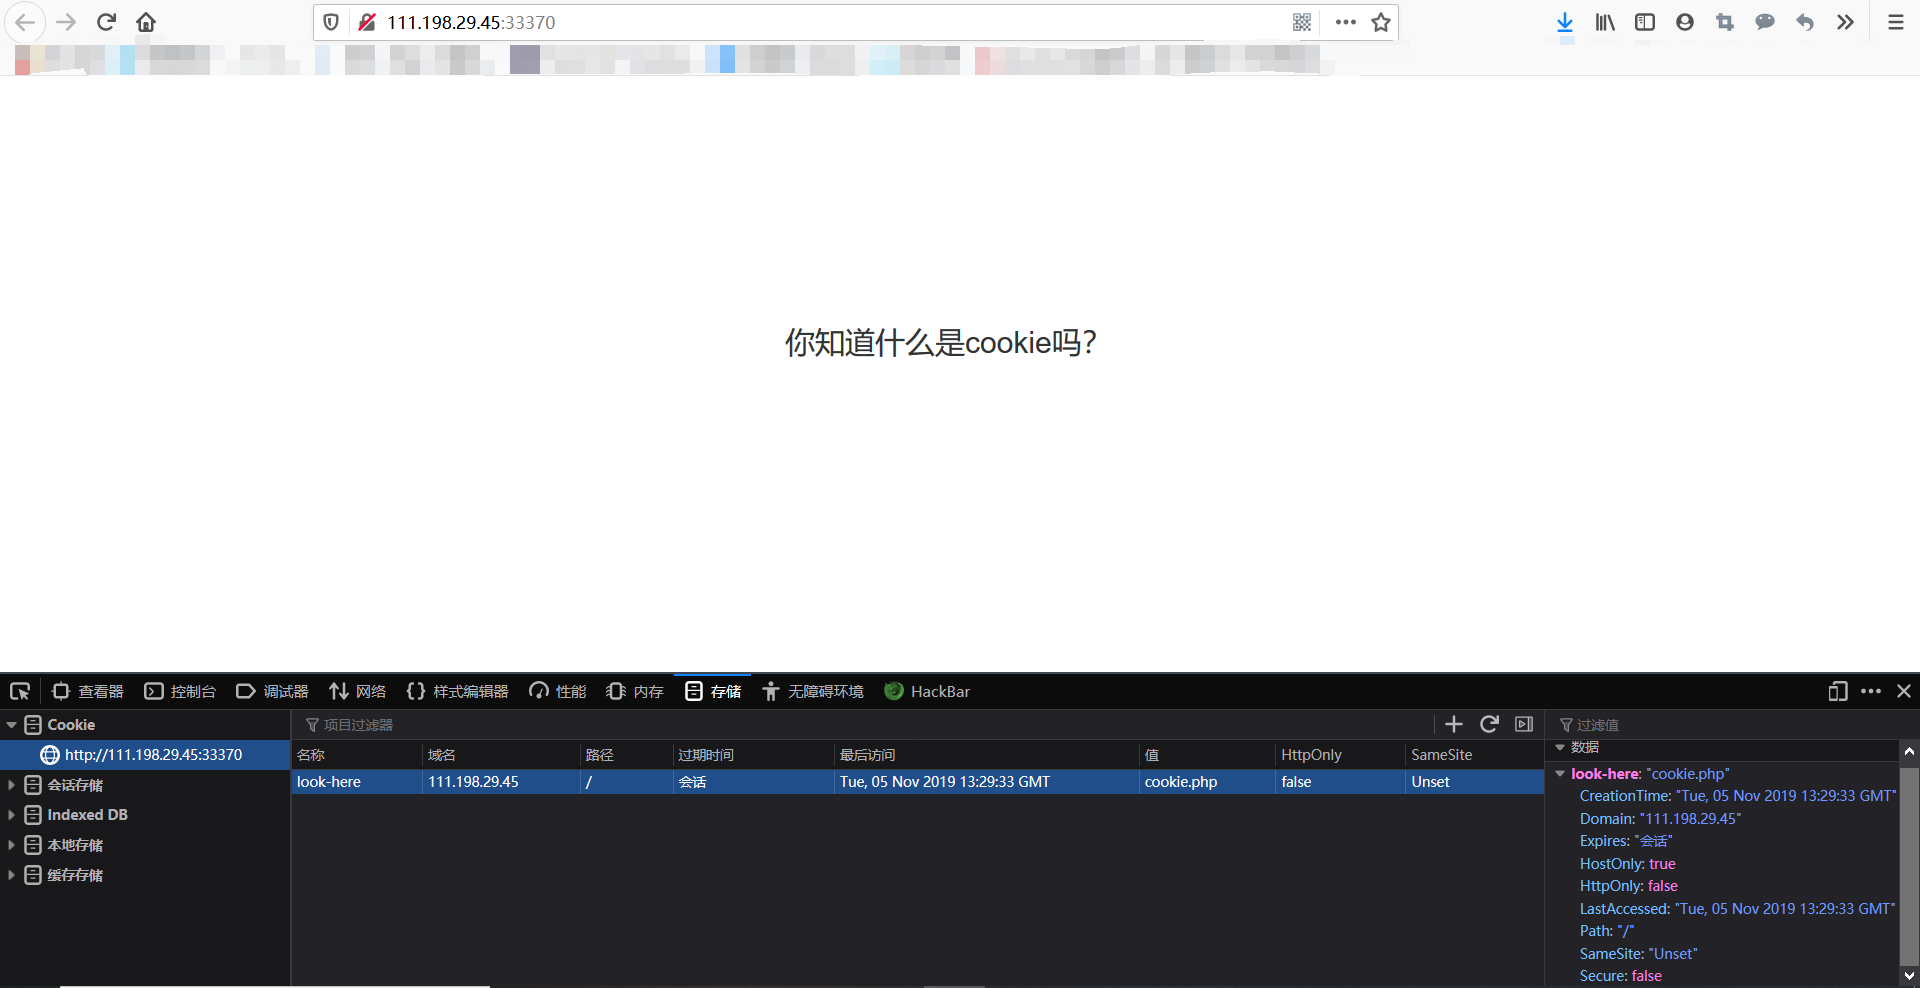 111.198.29.45:33370
你知道什么是cookie吗?
查看器 控制台 调试器 网络 样式编辑器 性能 内存 存储 无障碍环境 HackBar
Cookie
http://111.198.29.45:33370
会话存储
Indexed DB
本地存储
缓存存储
项目过滤器
名称 域名 路径 过期时间 最后访问 值 HttpOnly SameSite
look-here 111.198.29.45 / 会话 Tue, 05 Nov 2019 13:29:33 GMT cookie.php false Unset
过滤值
数据
look-here: "cookie.php"
CreationTime: "Tue, 05 Nov 2019 13:29:33 GMT"
Domain: "111.198.29.45"
Expires: "会话"
HostOnly: true
HttpOnly: false
LastAccessed: "Tue, 05 Nov 2019 13:29:33 GMT"
Path: "/"
SameSite: "Unset"
Secure: false